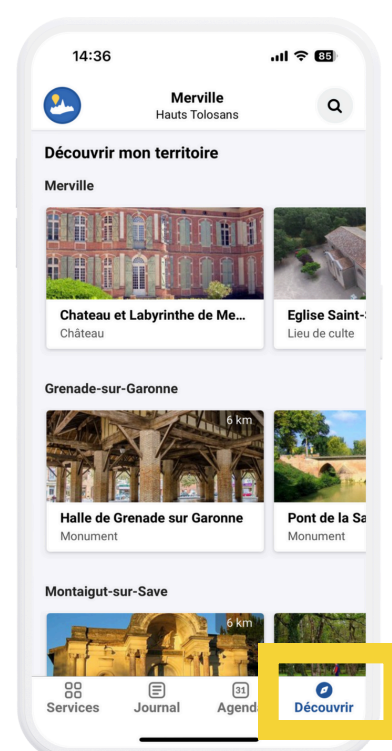 14:36
85
Merville
Hauts Tolosans
Découvrir mon territoire
Merville
Chateau et Labyrinthe de Me...
Château
Eglise Saint-
Lieu de culte
Grenade-sur-Garonne
6 km
Halle de Grenade sur Garonne
Monument
Pont de la Sa
Monument
Montaigut-sur-Save
6 km
31
Services
Journal
Agend
Découvrir